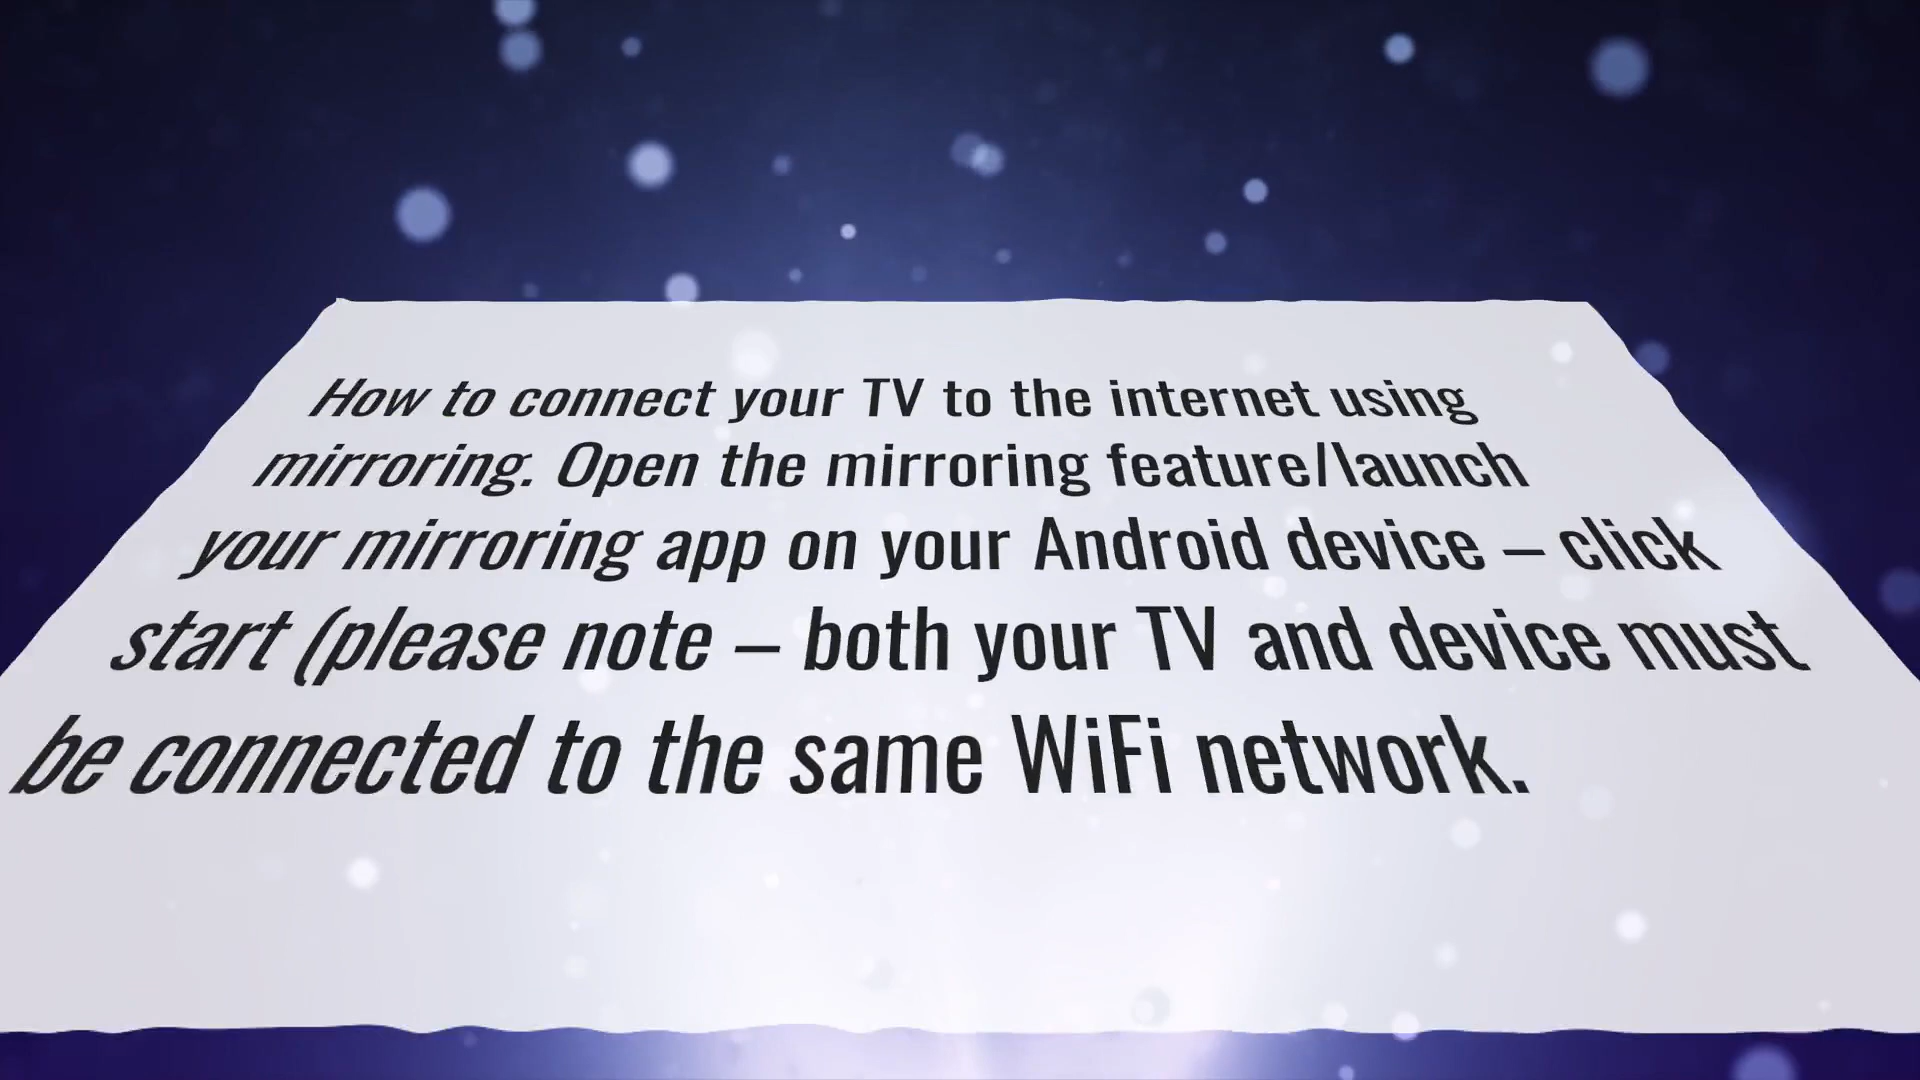 How to connect your TV to the internet using
mirroring. Open the mirroring feature/launch
your mirroring app on your Android device – click
start (please note – both your TV and device must
be connected to the same WiFi network.